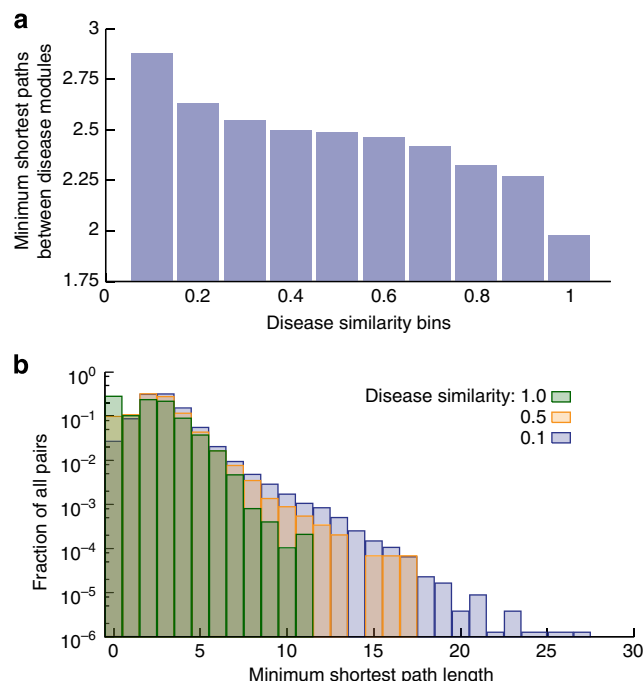 a
Minimum shortest paths
between disease modules
3
2.75
2.5
2.25
2
1.75
0 0.2 0.4 0.6 0.8 1
Disease similarity bins
b
Fraction of all pairs
10^0
10^-1
10^-2
10^-3
10^-4
10^-5
10^-6
Disease similarity: 1.0
0.5
0.1
0 5 10 15 20 25 30
Minimum shortest path length